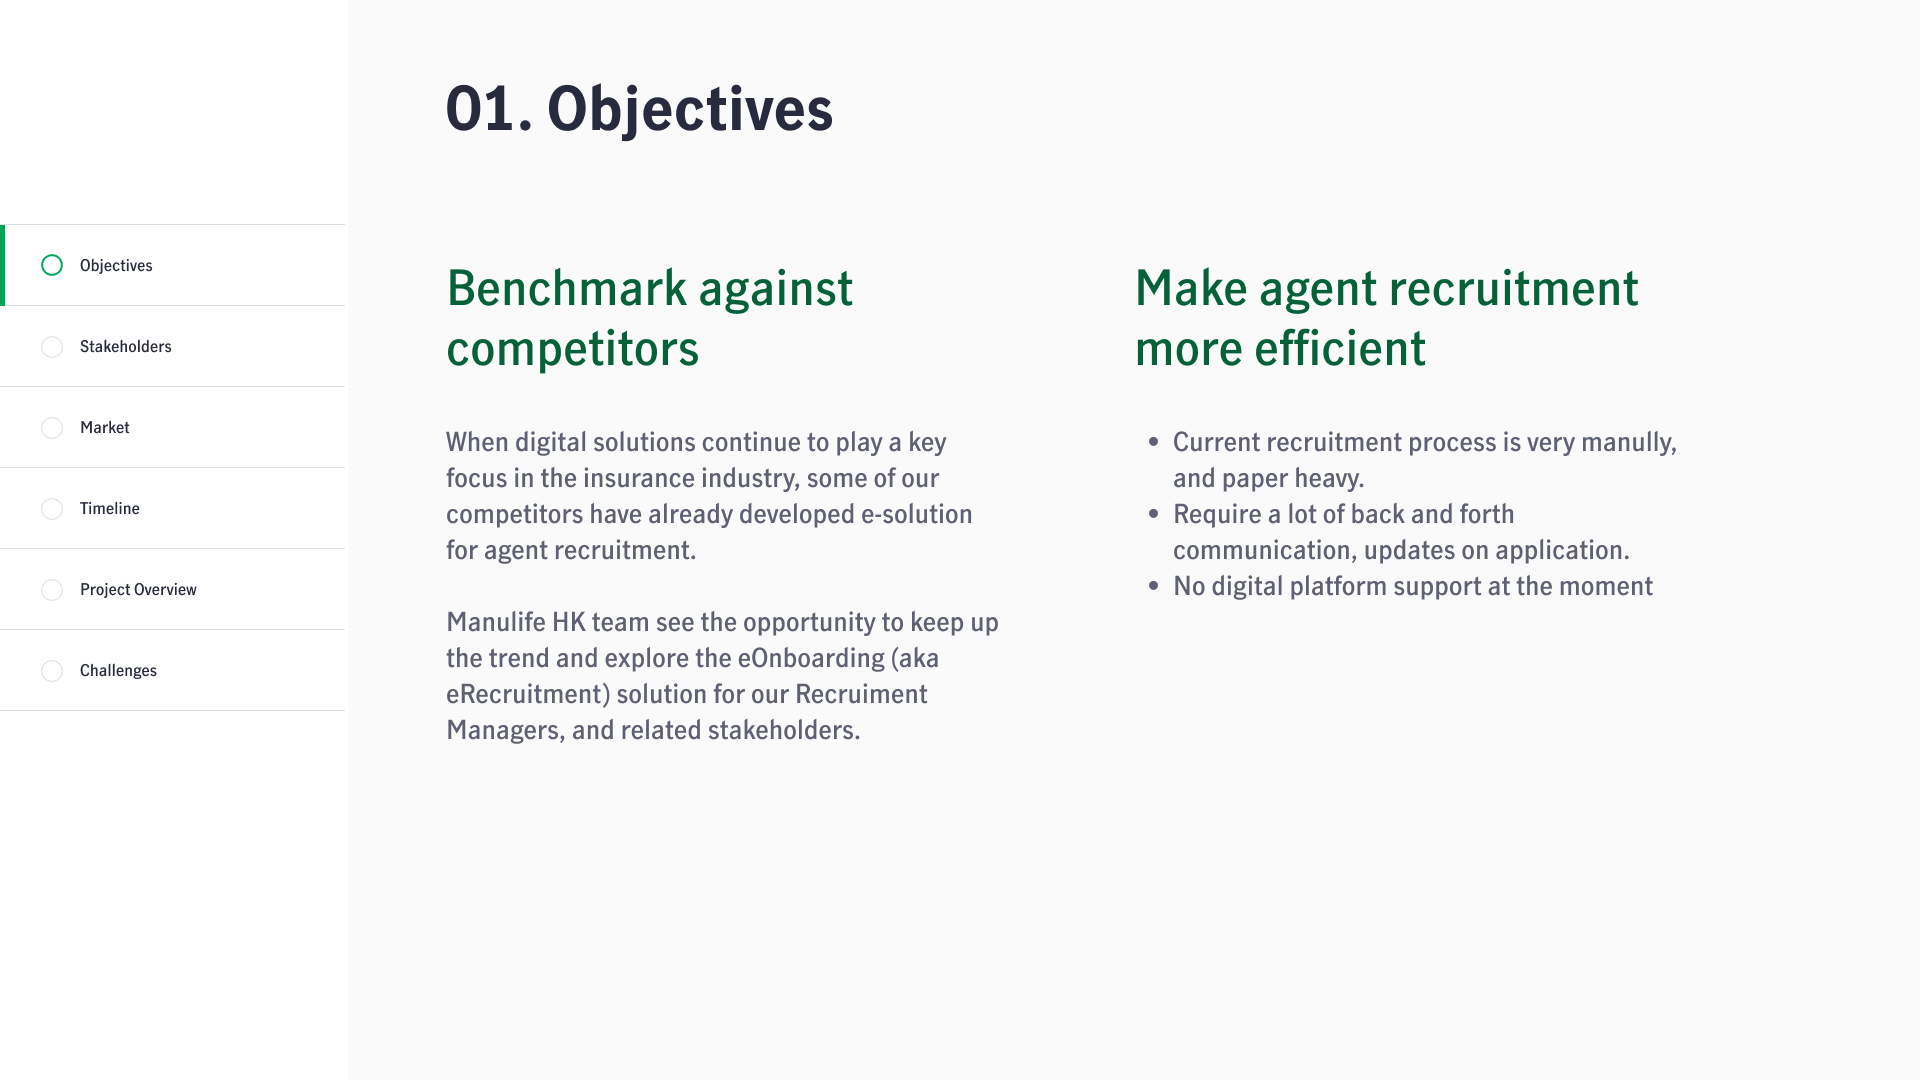 01. Objectives
Objectives
Stakeholders
Market
Timeline
Project Overview
Challenges
Benchmark against
competitors
When digital solutions continue to play a key
focus in the insurance industry, some of our
competitors have already developed e-solution
for agent recruitment.
Manulife HK team see the opportunity to keep up
the trend and explore the eOnboarding (aka
eRecruitment) solution for our Recruiment
Managers, and related stakeholders.
Make agent recruitment
more efficient
• Current recruitment process is very manully,
and paper heavy.
• Require a lot of back and forth
communication, updates on application.
• No digital platform support at the moment